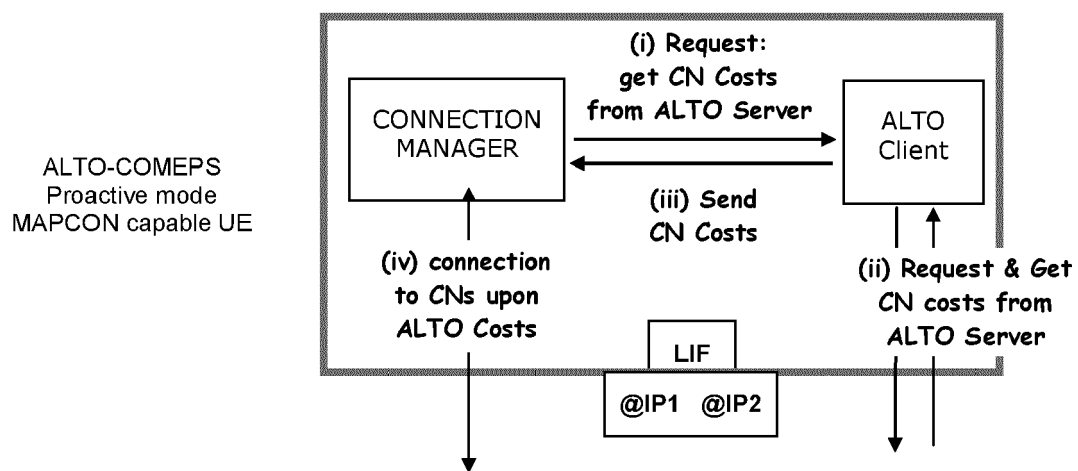 ALTO-COMEPS
Proactive mode
MAPCON capable UE
CONNECTION
MANAGER
(i) Request:
get CN Costs
from ALTO Server
ALTO
Client
(iii) Send
CN Costs
(iv) connection
to CNs upon
ALTO Costs
(ii) Request & Get
CN costs from
ALTO Server
LIF
@IP1 @IP2